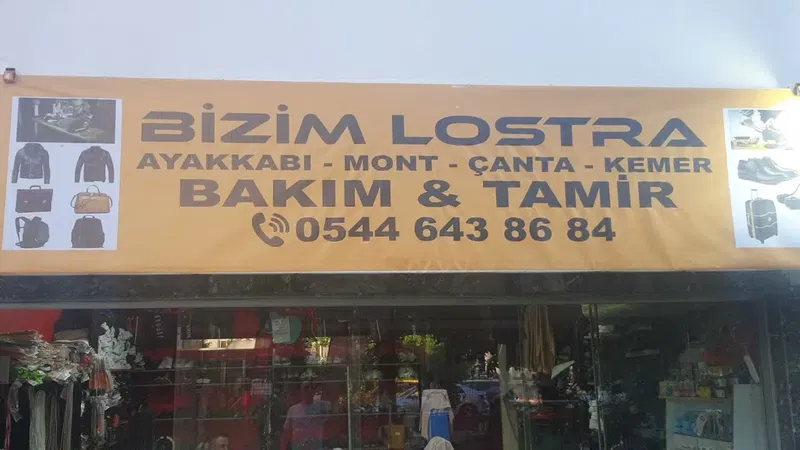 BİZİM LOSTRA
AYAKKABI - MONT - ÇANTA - KEMER
BAKIM & TAMİR
0544 643 86 84